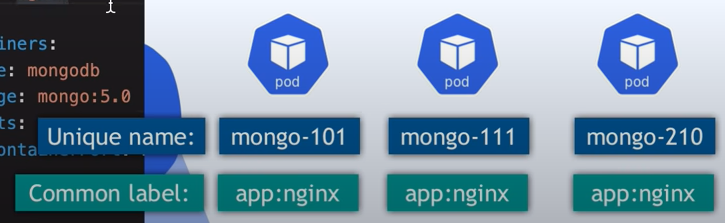 iners:
e: mongodb
ge: mongo:5.0
ts:
pod pod pod
Unique name: mongo-101 mongo-111 mongo-210
Common label: app:nginx app:nginx app:nginx